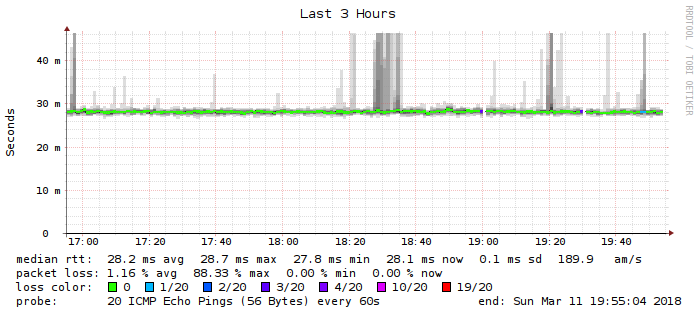 Last 3 Hours
RRDTOOL / TOBI OETIKER
Seconds
40 m
30 m
20 m
10 m
0
17:00 17:20 17:40 18:00 18:20 18:40 19:00 19:20 19:40
median rtt: 28.2 ms avg 28.7 ms max 27.8 ms min 28.1 ms now 0.1 ms sd 189.9 am/s
packet loss: 1.16 % avg 88.33 % max 0.00 % min 0.00 % now
loss color: 0 1/20 2/20 3/20 4/20 10/20 19/20
probe: 20 ICMP Echo Pings (56 Bytes) every 60s end: Sun Mar 11 19:55:04 2018